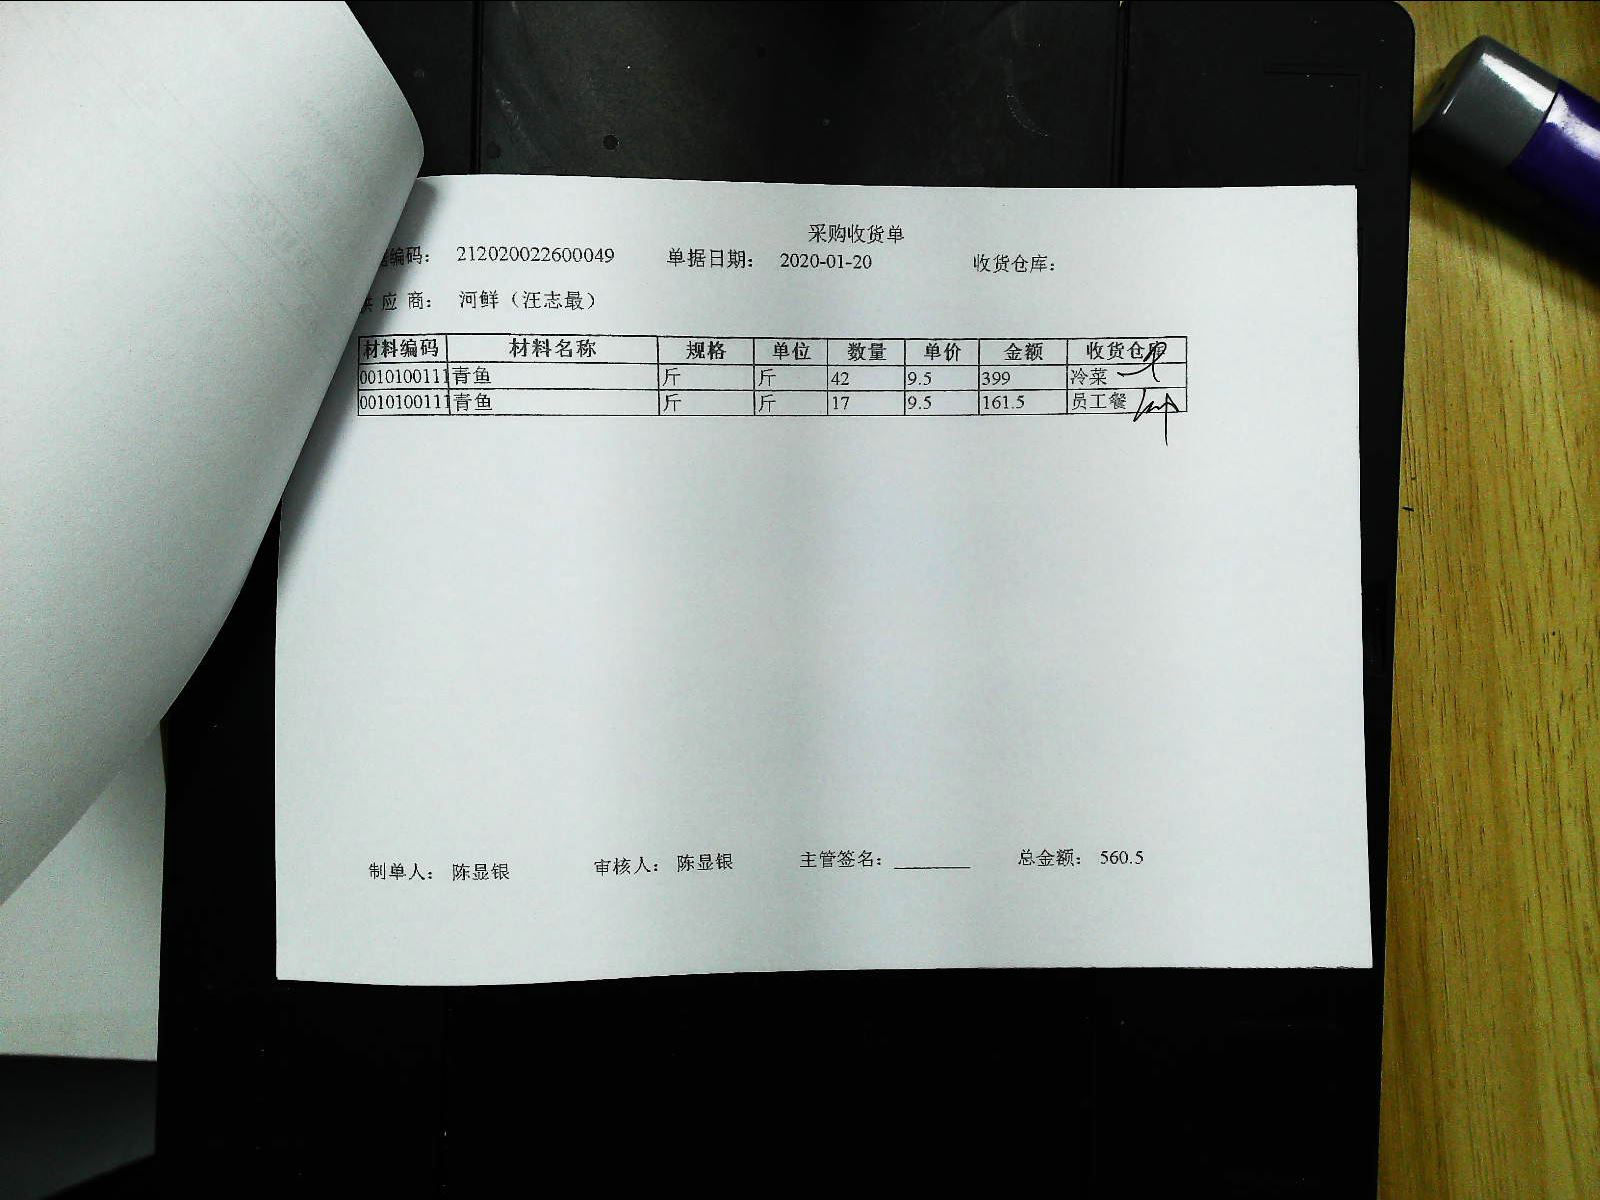 采购收货单
编码： 212020022600049 单据日期： 2020-01-20 收货仓库：
应 商： 河鲜（汪志最）
材料编码 材料名称 规格 单位 数量 单价 金额 收货仓库
0010100111 青鱼 斤 斤 42 9.5 399 冷菜
0010100111 青鱼 斤 斤 17 9.5 161.5 员工餐
制单人： 陈显银 审核人： 陈显银 主管签名：________ 总金额： 560.5